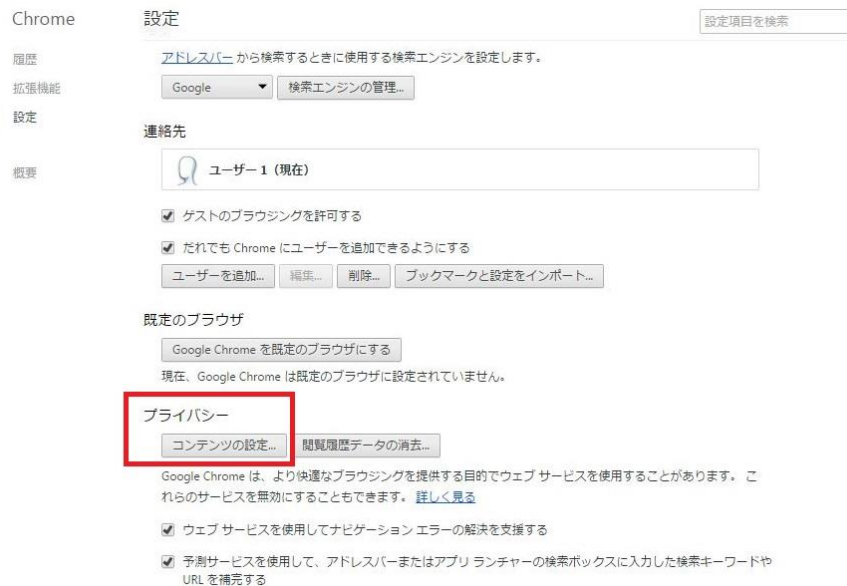 Chrome
設定
設定項目を検索
履歴
拡張機能
設定
概要
アドレスバー から検索するときに使用する検索エンジンを設定します。
Google
検索エンジンの管理...
連絡先
ユーザー 1（現在）
ゲストのブラウジングを許可する
だれでも Chrome にユーザーを追加できるようにする
ユーザーを追加...
編集...
削除...
ブックマークと設定をインポート...
既定のブラウザ
Google Chrome を既定のブラウザにする
現在、Google Chrome は既定のブラウザに設定されていません。
プライバシー
コンテンツの設定...
閲覧履歴データの消去...
Google Chrome は、より快適なブラウジングを提供する目的でウェブ サービスを使用することがあります。 こ
れらのサービスを無効にすることもできます。 詳しく見る
ウェブ サービスを使用してナビゲーション エラーの解決を支援する
予測サービスを使用して、アドレスバーまたはアプリ ランチャーの検索ボックスに入力した検索キーワードや
URL を補完する